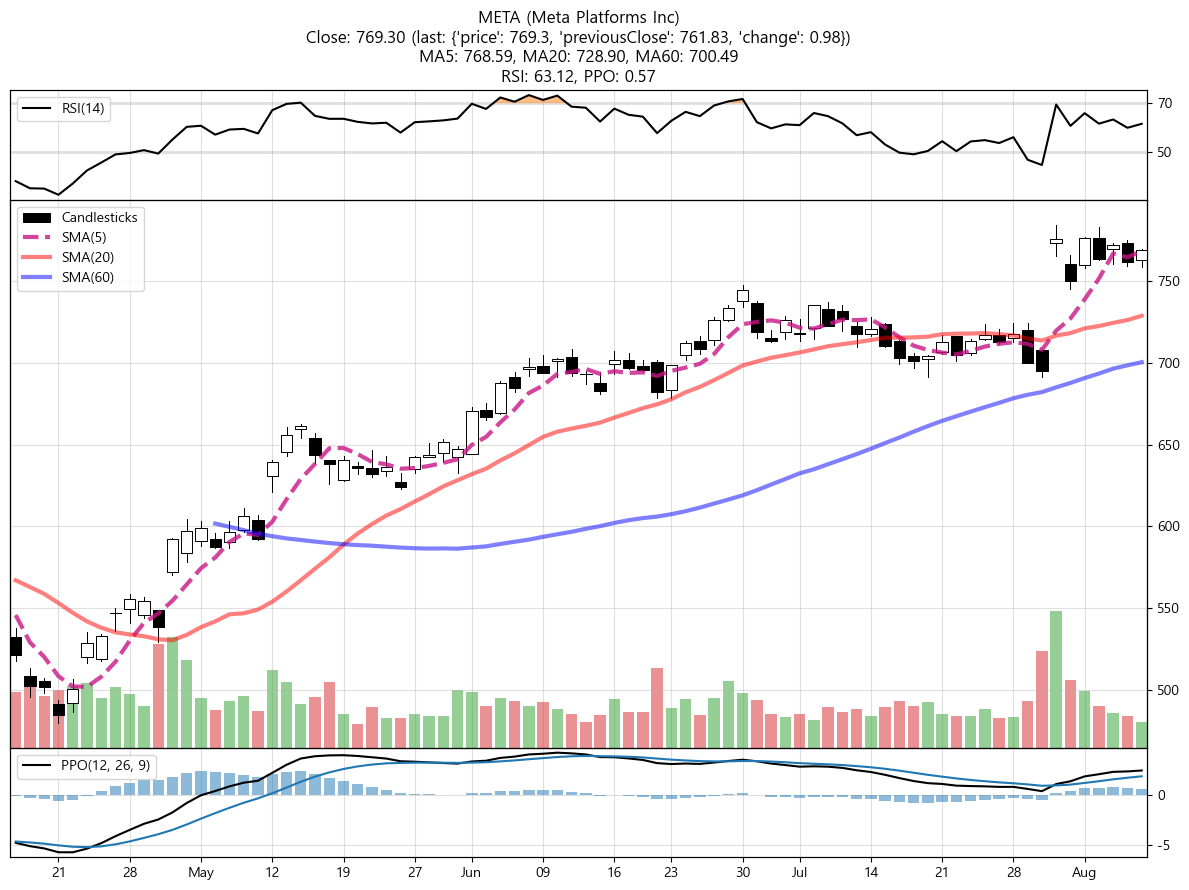 META (Meta Platforms Inc)
Close: 769.30 (last: {'price': 769.3, 'previousClose': 761.83, 'change': 0.98})
MA5: 768.59, MA20: 728.90, MA60: 700.49
RSI: 63.12, PPO: 0.57
RSI(14)
70
50
Candlesticks
SMA(5)
SMA(20)
SMA(60)
750
700
650
600
550
500
PPO(12, 26, 9)
0
-5
21 28 May 12 19 27 Jun 09 16 23 30 Jul 14 21 28 Aug